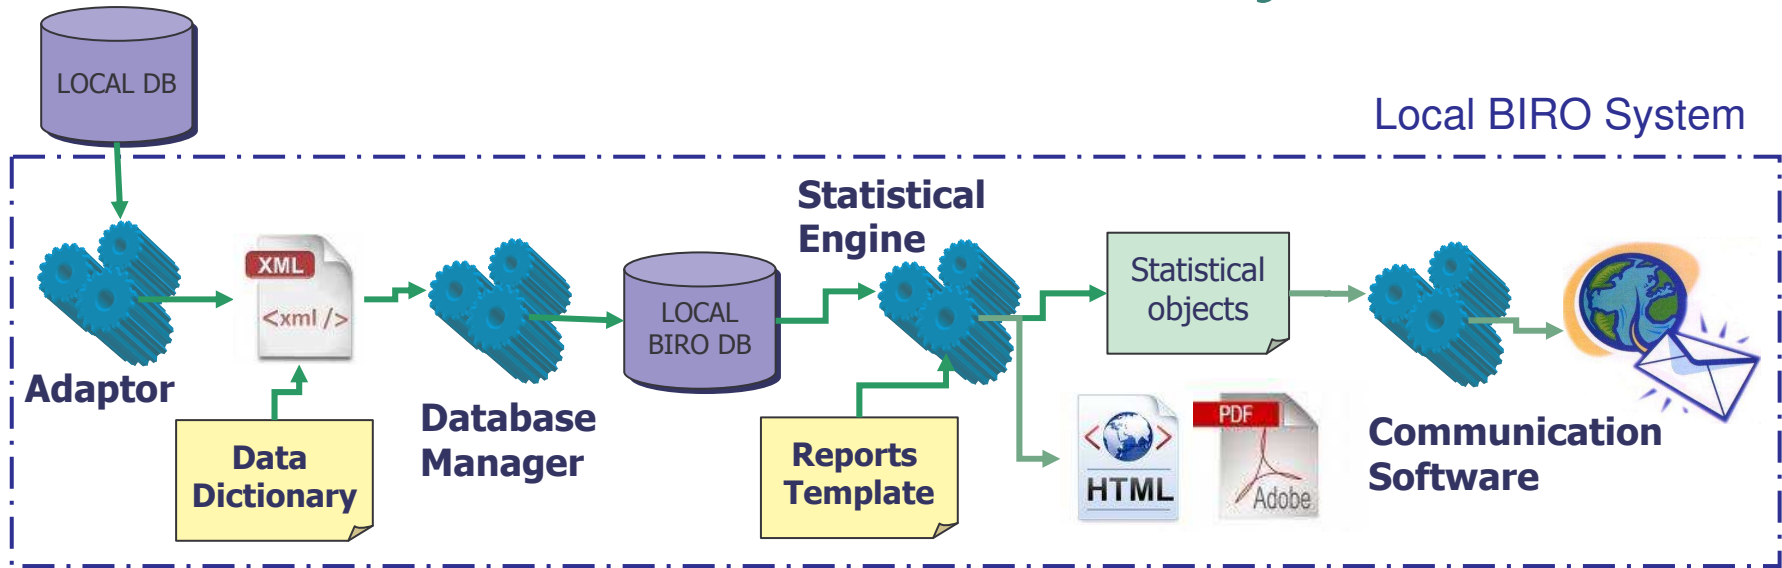 LOCAL DB
Local BIRO System
Statistical
Engine
XML
<xml />
Adaptor
Data
Dictionary
Database
Manager
LOCAL
BIRO DB
Reports
Template
Statistical
objects
HTML
PDF
Adobe
Communication
Software